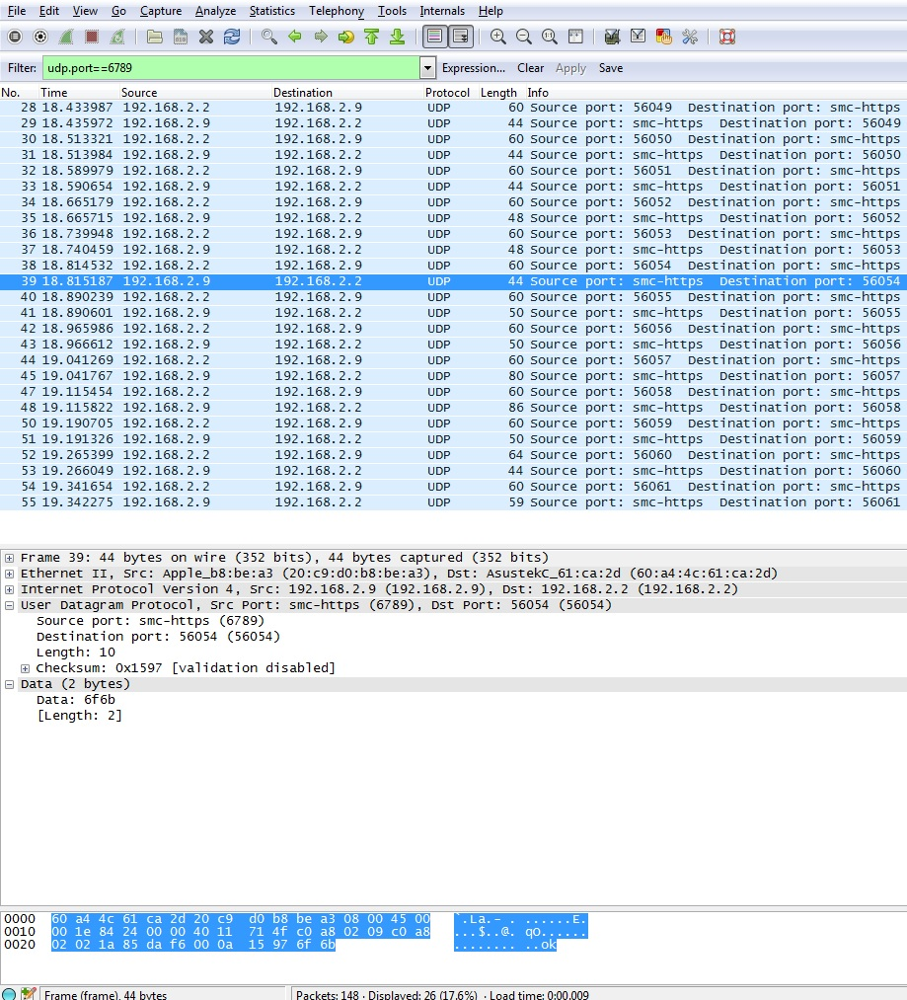 File Edit View Go Capture Analyze Statistics Telephony Tools Internals Help
Filter: udp.port==6789 Expression... Clear Apply Save
No. Time Source Destination Protocol Length Info
28 18.433987 192.168.2.2 192.168.2.9 UDP 60 Source port: 56049 Destination port: smc-https
29 18.435972 192.168.2.9 192.168.2.2 UDP 44 Source port: smc-https Destination port: 56049
30 18.513321 192.168.2.2 192.168.2.9 UDP 60 Source port: 56050 Destination port: smc-https
31 18.513984 192.168.2.9 192.168.2.2 UDP 44 Source port: smc-https Destination port: 56050
32 18.589979 192.168.2.2 192.168.2.9 UDP 60 Source port: 56051 Destination port: smc-https
33 18.590654 192.168.2.9 192.168.2.2 UDP 44 Source port: smc-https Destination port: 56051
34 18.665179 192.168.2.2 192.168.2.9 UDP 60 Source port: 56052 Destination port: smc-https
35 18.665715 192.168.2.9 192.168.2.2 UDP 48 Source port: smc-https Destination port: 56052
36 18.739948 192.168.2.2 192.168.2.9 UDP 60 Source port: 56053 Destination port: smc-https
37 18.740459 192.168.2.9 192.168.2.2 UDP 48 Source port: smc-https Destination port: 56053
38 18.814532 192.168.2.2 192.168.2.9 UDP 60 Source port: 56054 Destination port: smc-https
39 18.815187 192.168.2.9 192.168.2.2 UDP 44 Source port: smc-https Destination port: 56054
40 18.890239 192.168.2.2 192.168.2.9 UDP 60 Source port: 56055 Destination port: smc-https
41 18.890601 192.168.2.9 192.168.2.2 UDP 50 Source port: smc-https Destination port: 56055
42 18.965986 192.168.2.2 192.168.2.9 UDP 60 Source port: 56056 Destination port: smc-https
43 18.966612 192.168.2.9 192.168.2.2 UDP 50 Source port: smc-https Destination port: 56056
44 19.041269 192.168.2.2 192.168.2.9 UDP 60 Source port: 56057 Destination port: smc-https
45 19.041767 192.168.2.9 192.168.2.2 UDP 80 Source port: smc-https Destination port: 56057
47 19.115454 192.168.2.2 192.168.2.9 UDP 60 Source port: 56058 Destination port: smc-https
48 19.115822 192.168.2.9 192.168.2.2 UDP 86 Source port: smc-https Destination port: 56058
50 19.190705 192.168.2.2 192.168.2.9 UDP 60 Source port: 56059 Destination port: smc-https
51 19.191326 192.168.2.9 192.168.2.2 UDP 50 Source port: smc-https Destination port: 56059
52 19.265399 192.168.2.2 192.168.2.9 UDP 64 Source port: 56060 Destination port: smc-https
53 19.266049 192.168.2.9 192.168.2.2 UDP 44 Source port: smc-https Destination port: 56060
54 19.341654 192.168.2.2 192.168.2.9 UDP 60 Source port: 56061 Destination port: smc-https
55 19.342275 192.168.2.9 192.168.2.2 UDP 59 Source port: smc-https Destination port: 56061
Frame 39: 44 bytes on wire (352 bits), 44 bytes captured (352 bits)
Ethernet II, Src: Apple_b8:be:a3 (20:c9:d0:b8:be:a3), Dst: AsustekC_61:ca:2d (60:a4:4c:61:ca:2d)
Internet Protocol Version 4, Src: 192.168.2.9 (192.168.2.9), Dst: 192.168.2.2 (192.168.2.2)
User Datagram Protocol, Src Port: smc-https (6789), Dst Port: 56054 (56054)
Source port: smc-https (6789)
Destination port: 56054 (56054)
Length: 10
Checksum: 0x1597 [validation disabled]
Data (2 bytes)
Data: 6f6b
[Length: 2]
0000 60 a4 4c 61 ca 2d 20 c9 d0 b8 be a3 08 00 45 00 `.La.- . ......E.
0010 00 1e 84 24 00 00 40 11 71 4f c0 a8 02 09 c0 a8 ...$..@. qO......
0020 02 02 1a 85 da f6 00 0a 15 97 6f 6b ........ ..ok
Frame (frame), 44 bytes Packets: 148 · Displayed: 26 (17.6%) · Load time: 0:00.009